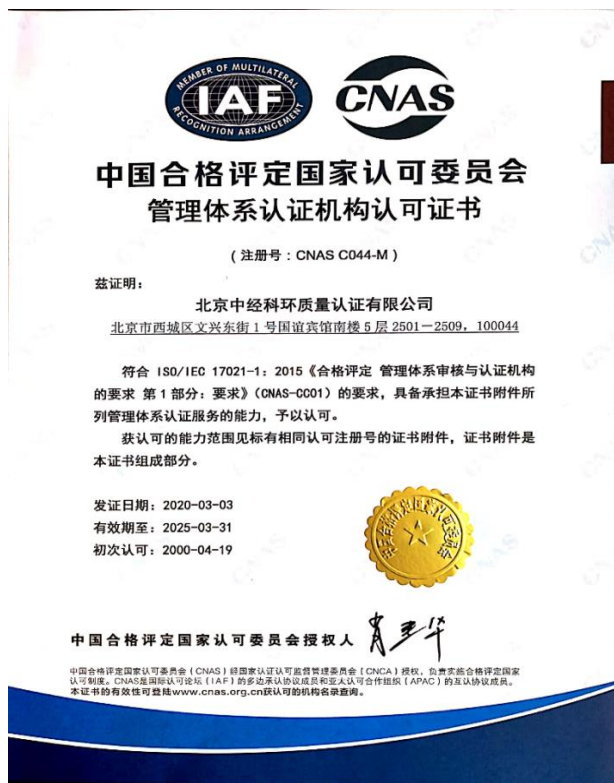 MEMBER OF MULTILATERAL
IAF
RECOGNITION ARRANGEMENT
CNAS
中国合格评定国家认可委员会
管理体系认证机构认可证书
(注册号:CNAS C044-M)
兹证明:
北京中经科环质量认证有限公司
北京市西城区文兴东街1号国谊宾馆南楼5层2501-2509,100044
符合 ISO/IEC 17021-1:2015《合格评定 管理体系审核与认证机构
的要求 第1部分:要求》(CNAS-CC01)的要求,具备承担本证书附件所
列管理体系认证服务的能力,予以认可。
获认可的能力范围见标有相同认可注册号的证书附件,证书附件是
本证书组成部分。
发证日期:2020-03-03
有效期至:2025-03-31
初次认可:2000-04-19
中国合格评定国家认可委员会
中国合格评定国家认可委员会授权人
中国合格评定国家认可委员会(CNAS)经国家认证认可监督管理委员会(CNCA)授权,负责实施合格评定国家
认可制度。CNAS是国际认可论坛(IAF)的多边承认协议成员和亚太认可合作组织(APAC)的互认协议成员。
本证书的有效性可登陆www.cnas.org.cn获认可的机构名录查询。